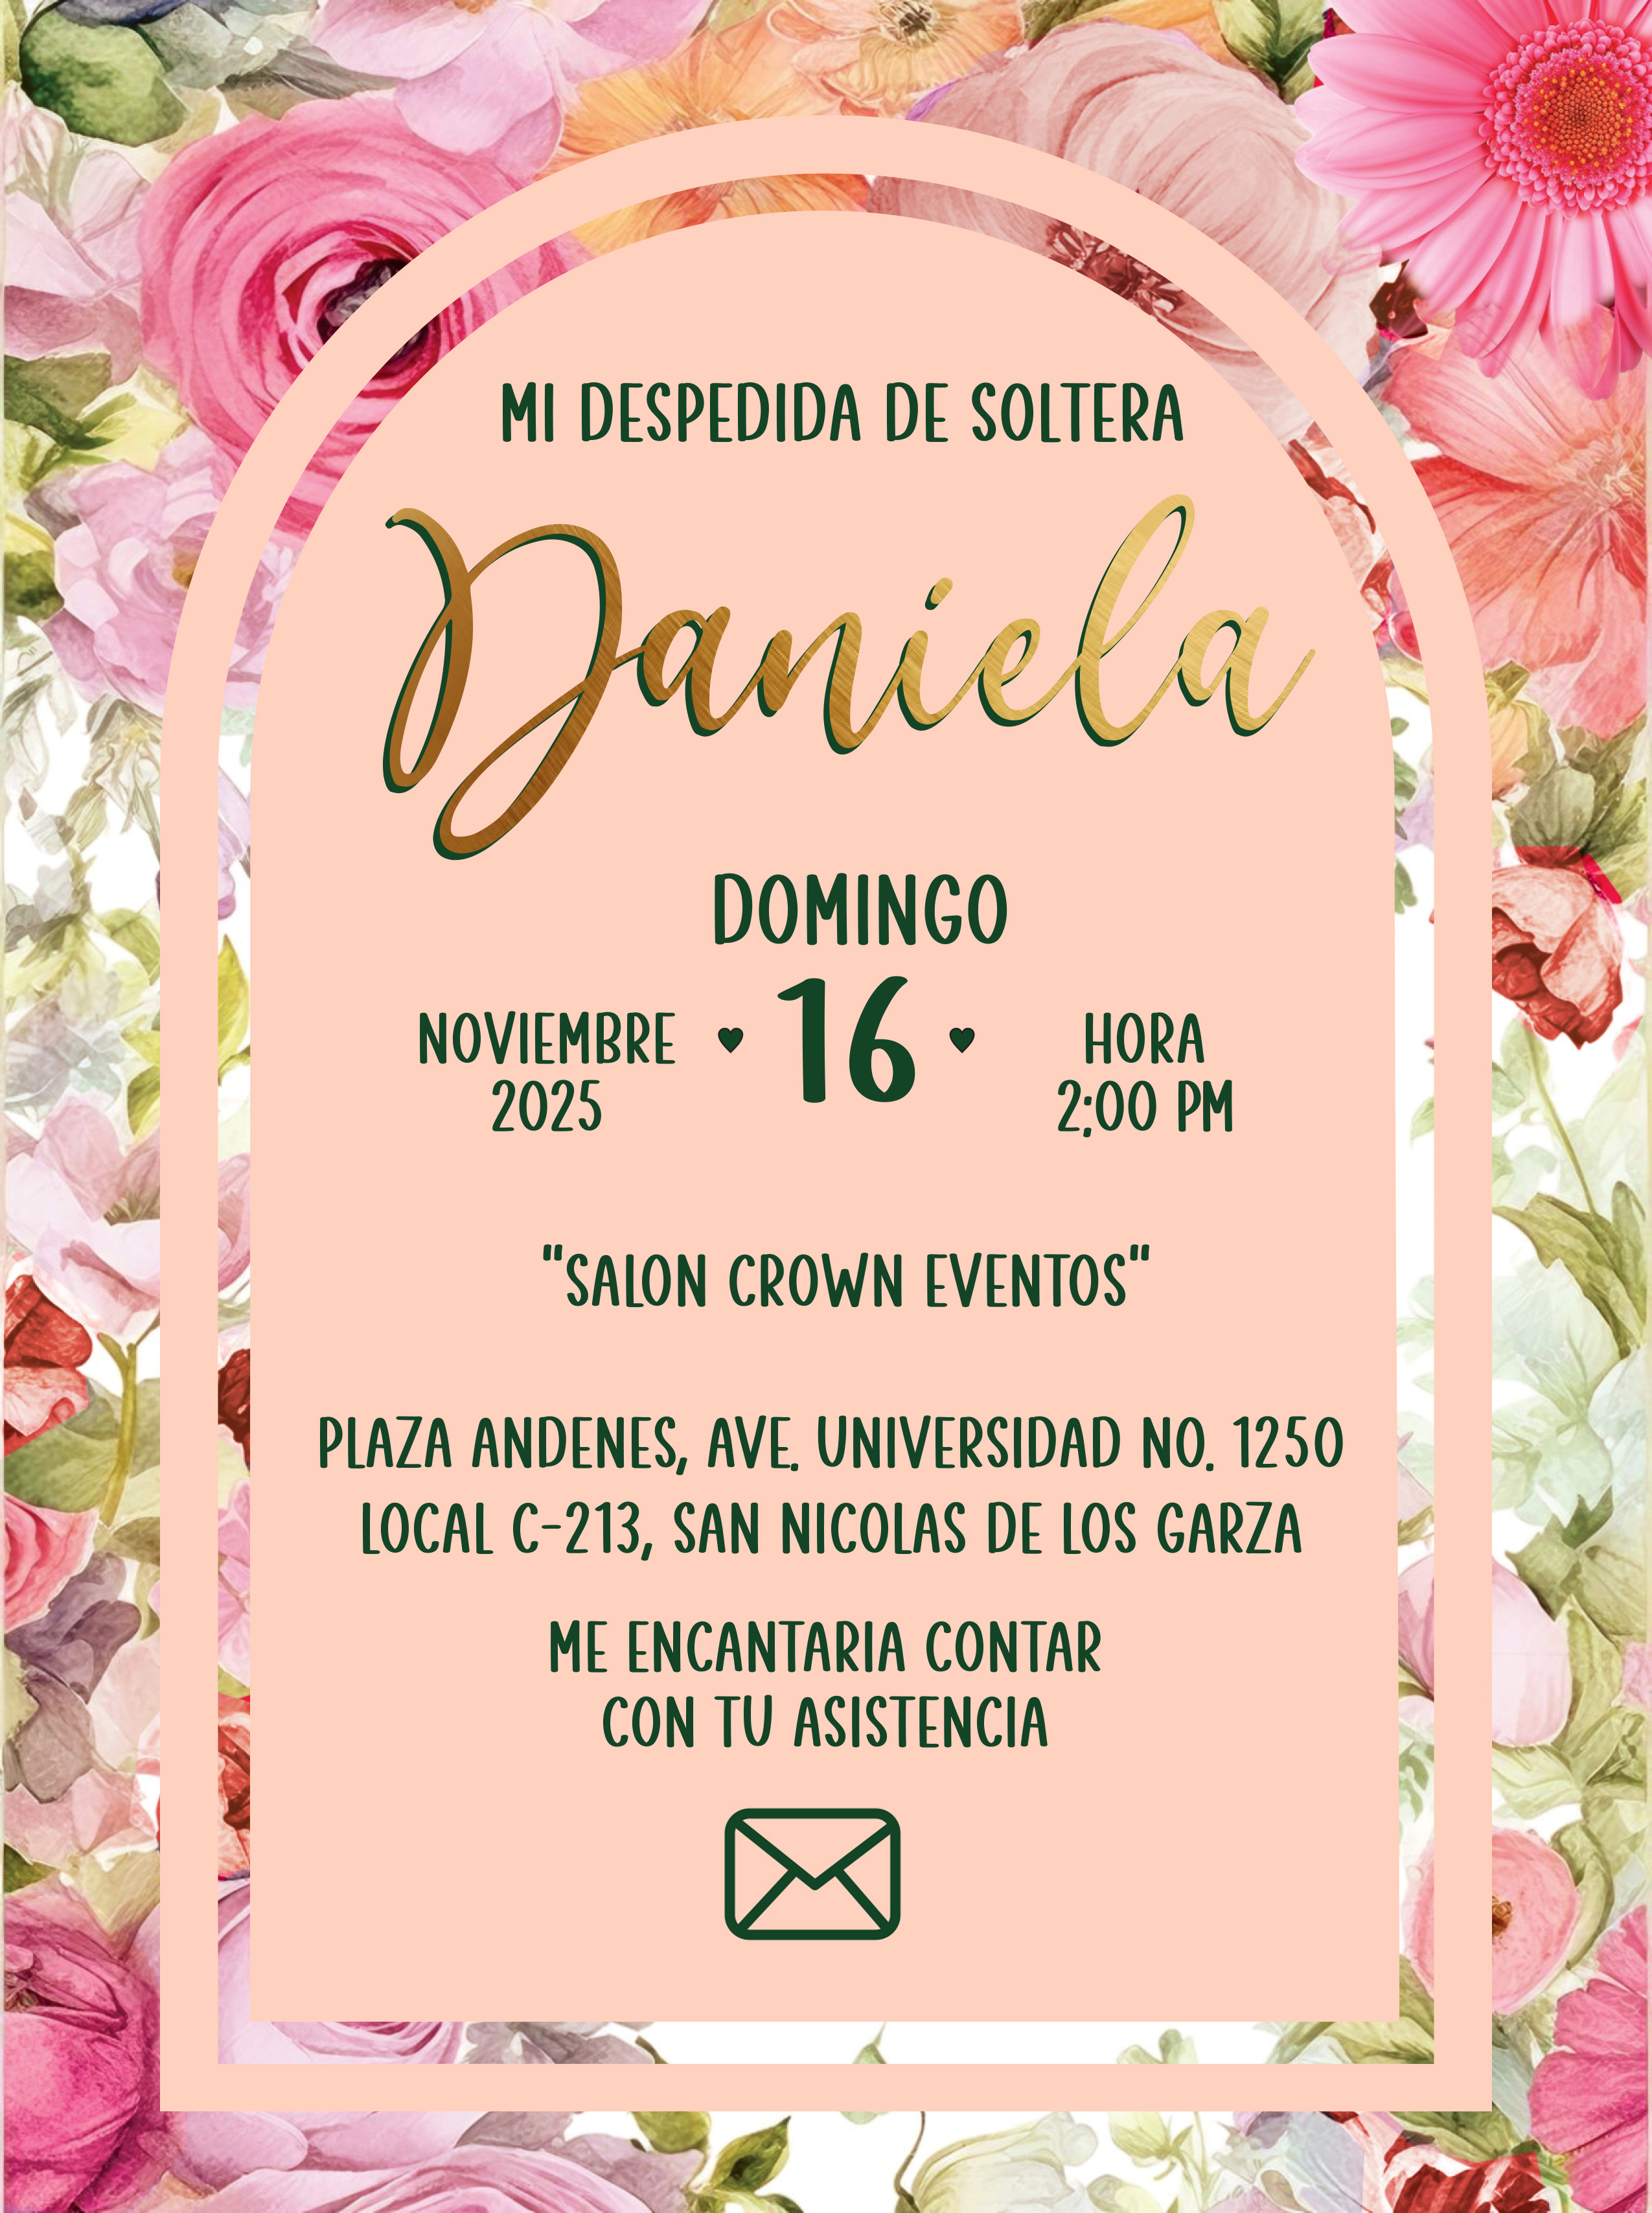 MI DESPEDIDA DE SOLTERA
Daniela
DOMINGO
NOVIEMBRE
2025
16
HORA
2:00 PM
"SALON CROWN EVENTOS"
PLAZA ANDENES, AVE. UNIVERSIDAD NO. 1250
LOCAL C-213, SAN NICOLAS DE LOS GARZA
ME ENCANTARIA CONTAR
CON TU ASISTENCIA